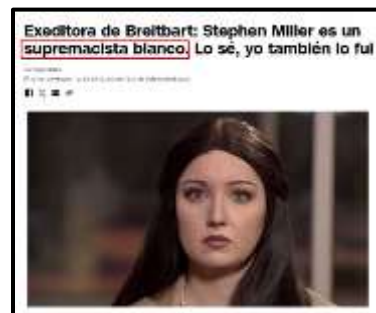 Exeditora de Breitbart: Stephen Miller es un
supremacista blanco. Lo sé, yo también lo fui